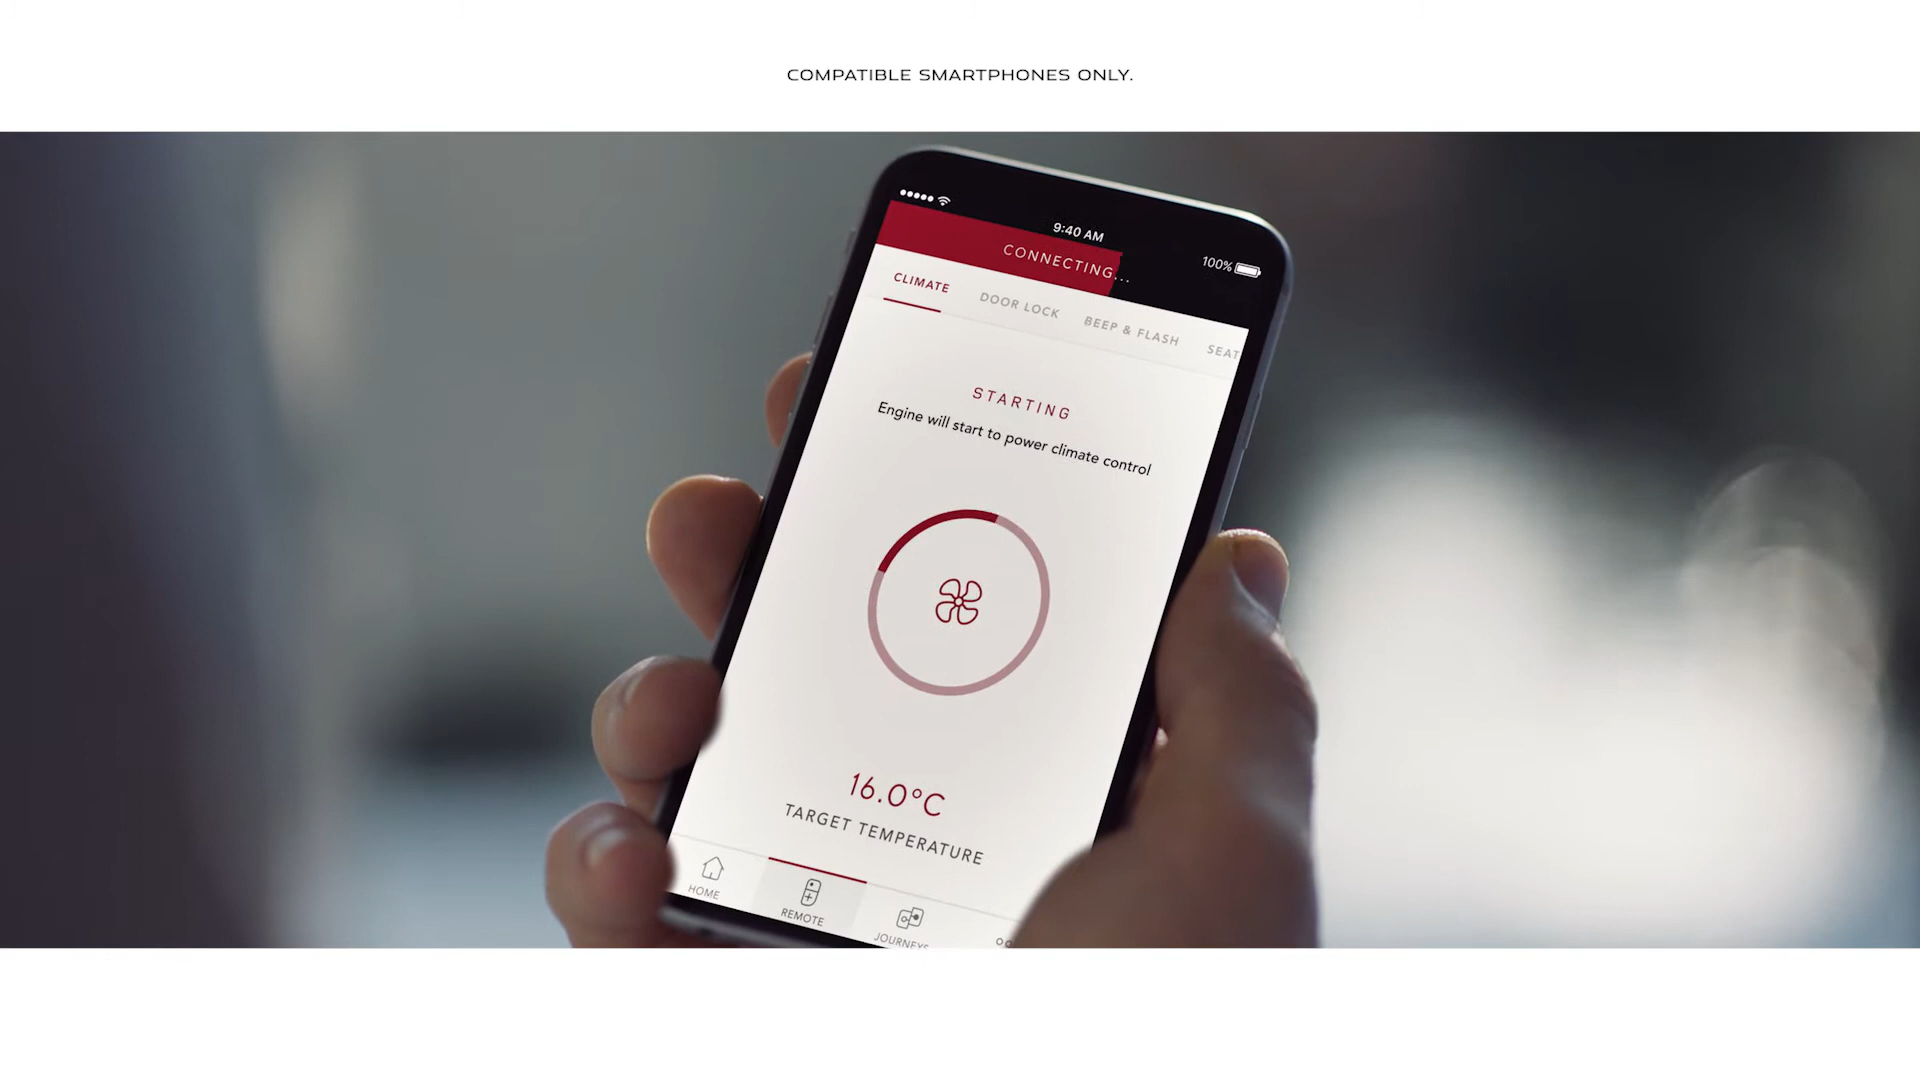 COMPATIBLE SMARTPHONES ONLY.
9:40 AM
100%
CONNECTING...
CLIMATE DOOR LOCK BEEP & FLASH SEAT
STARTING
Engine will start to power climate control
16.0°C
TARGET TEMPERATURE
HOME REMOTE JOURNEYS